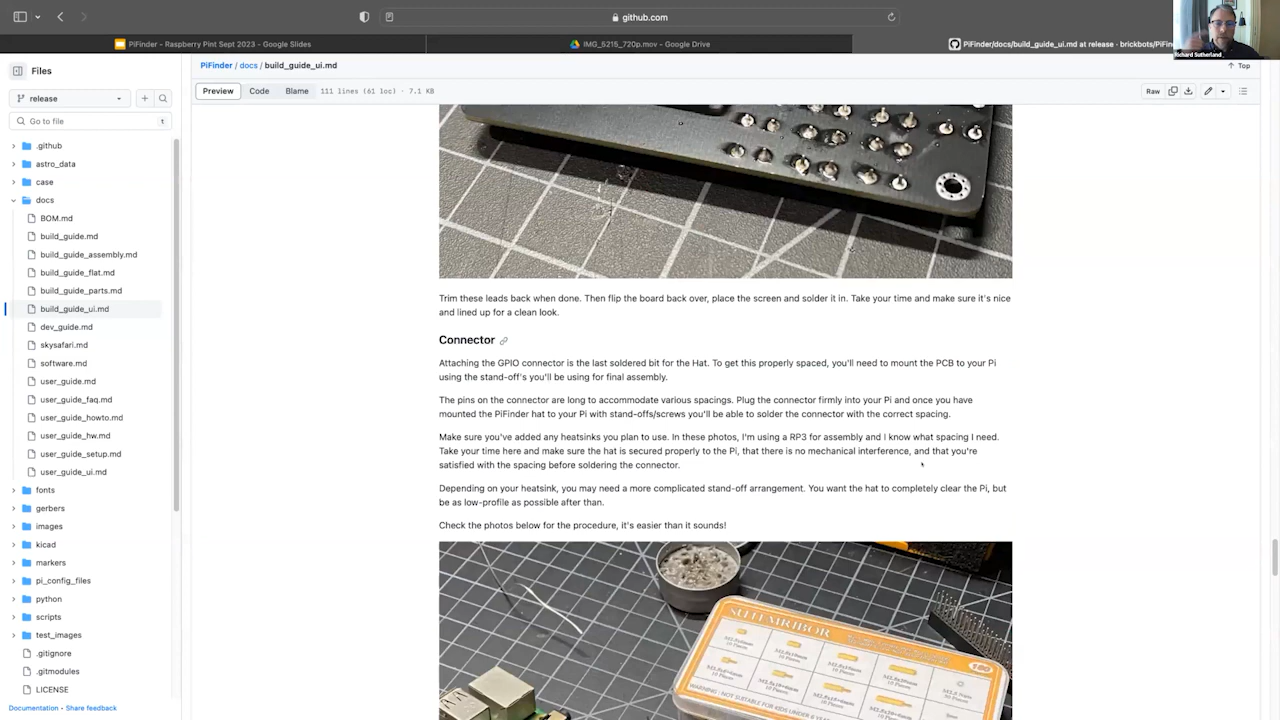 github.com
PiFinder - Raspberry Pint Sept 2023 - Google Slides
IMG_5215_720p.mov - Google Drive
PiFinder/docs/build_guide_ui.md at release · brickbots/PiFin
Richard Sutherland
Files
PiFinder / docs / build_guide_ui.md
Top
release
Preview
Code
Blame
111 lines (61 loc) · 7.1 KB
Raw
Go to file
t
.github
astro_data
case
docs
BOM.md
build_guide.md
build_guide_assembly.md
build_guide_flat.md
build_guide_parts.md
build_guide_ui.md
dev_guide.md
skysafari.md
software.md
user_guide.md
user_guide_faq.md
user_guide_howto.md
user_guide_hw.md
user_guide_setup.md
user_guide_ui.md
fonts
gerbers
images
kicad
markers
pi_config_files
python
scripts
test_images
.gitignore
.gitmodules
LICENSE
Documentation • Share feedback
Trim these leads back when done. Then flip the board back over, place the screen and solder it in. Take your time and make sure it's nice
and lined up for a clean look.
Connector
Attaching the GPIO connector is the last soldered bit for the Hat. To get this properly spaced, you'll need to mount the PCB to your Pi
using the stand-off's you'll be using for final assembly.
The pins on the connector are long to accommodate various spacings. Plug the connector firmly into your Pi and once you have
mounted the PiFinder hat to your Pi with stand-offs/screws you'll be able to solder the connector with the correct spacing.
Make sure you've added any heatsinks you plan to use. In these photos, I'm using a RP3 for assembly and I know what spacing I need.
Take your time here and make sure the hat is secured properly to the Pi, that there is no mechanical interference, and that you're
satisfied with the spacing before soldering the connector.
Depending on your heatsink, you may need a more complicated stand-off arrangement. You want the hat to completely clear the Pi, but
be as low-profile as possible after than.
Check the photos below for the procedure, it's easier than it sounds!
SUTEMRIBOR
180